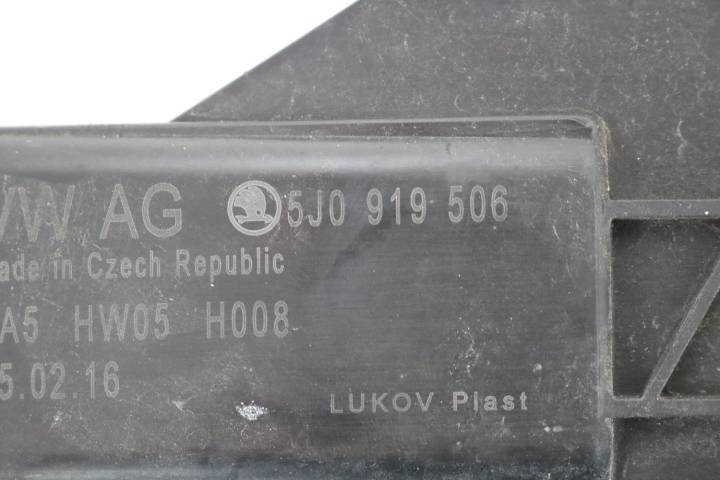 VW AG 5J0 919 506
ade in Czech Republic
A5 HW05 H008
5.02.16
LUKOV Plast